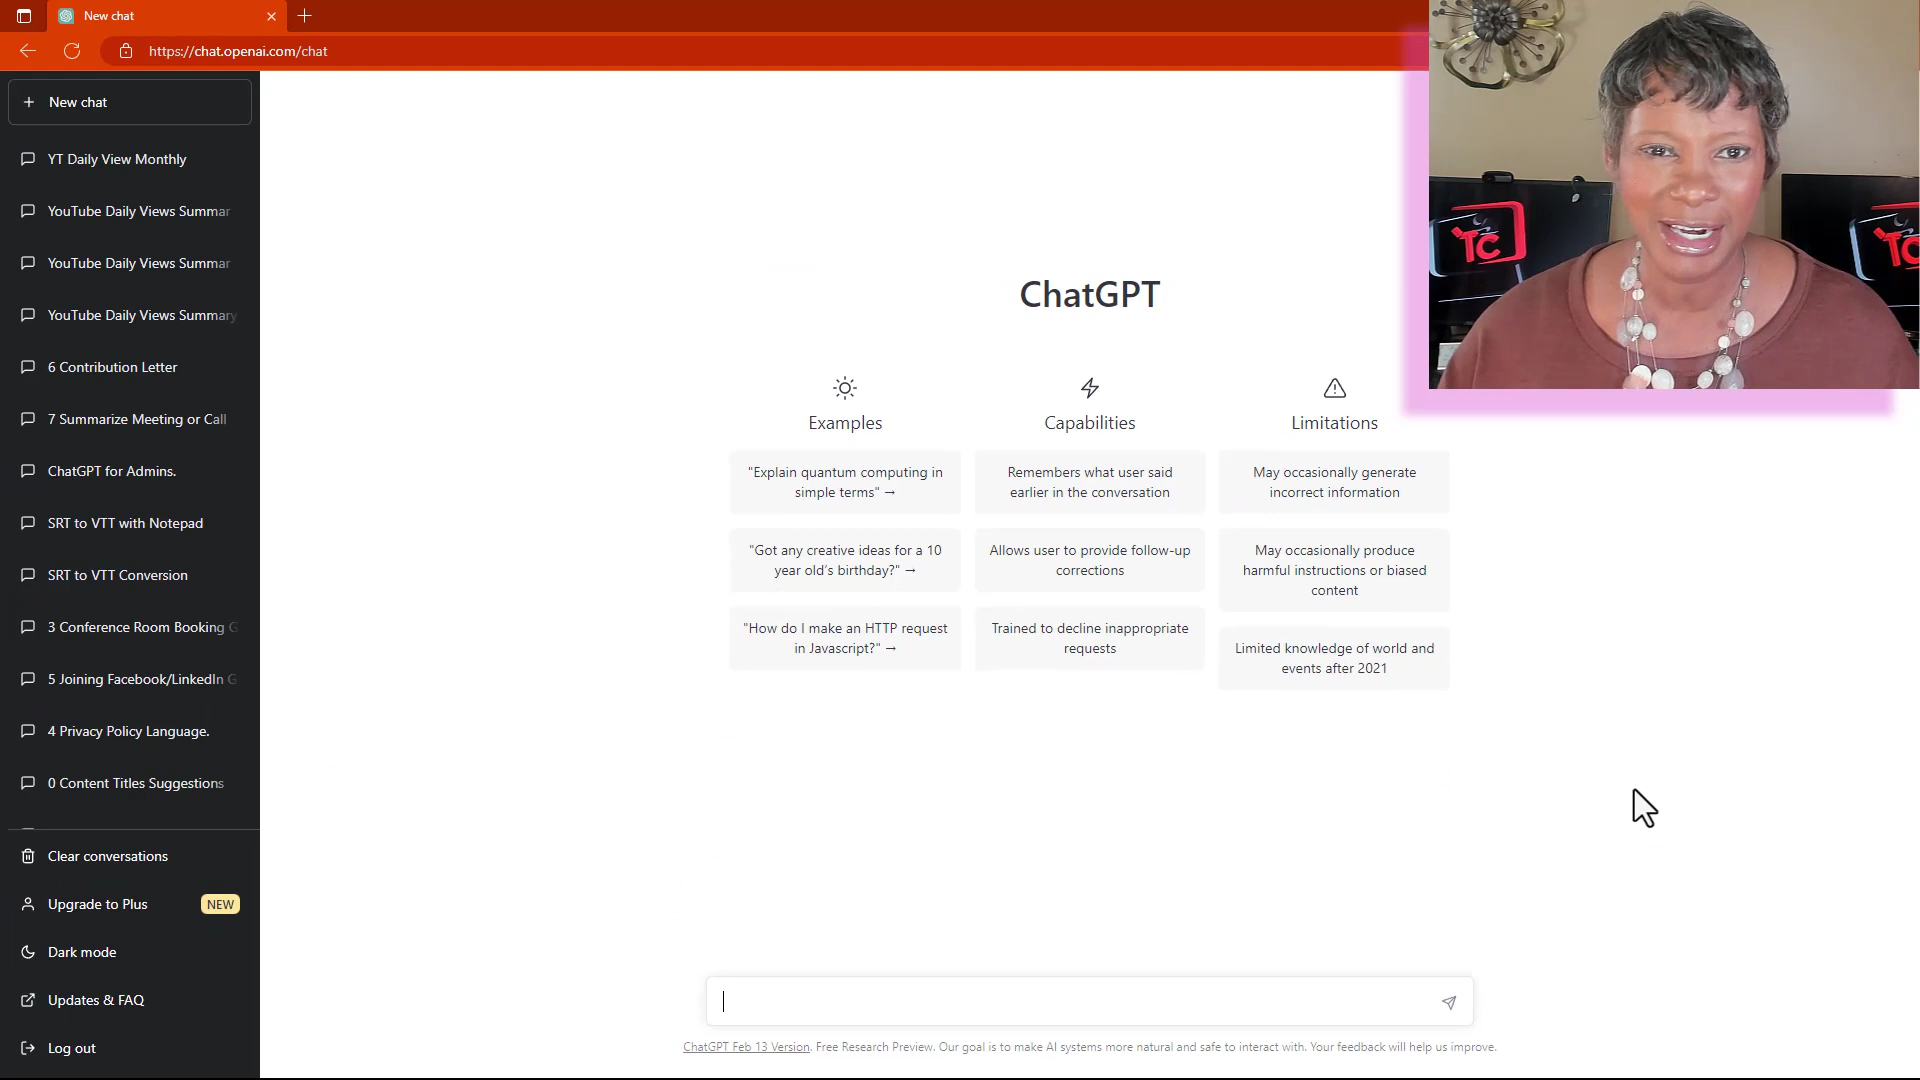 New chat
https://chat.openai.com/chat
New chat
YT Daily View Monthly
YouTube Daily Views Summar
YouTube Daily Views Summar
YouTube Daily Views Summary
6 Contribution Letter
7 Summarize Meeting or Call
ChatGPT for Admins.
SRT to VTT with Notepad
SRT to VTT Conversion
3 Conference Room Booking G
5 Joining Facebook/LinkedIn G
4 Privacy Policy Language.
0 Content Titles Suggestions
Clear conversations
Upgrade to Plus NEW
Dark mode
Updates & FAQ
Log out
ChatGPT
Examples
"Explain quantum computing in
simple terms" →
"Got any creative ideas for a 10
year old's birthday?" →
"How do I make an HTTP request
in Javascript?" →
Capabilities
Remembers what user said
earlier in the conversation
Allows user to provide follow-up
corrections
Trained to decline inappropriate
requests
Limitations
May occasionally generate
incorrect information
May occasionally produce
harmful instructions or biased
content
Limited knowledge of world and
events after 2021
ChatGPT Feb 13 Version. Free Research Preview. Our goal is to make AI systems more natural and safe to interact with. Your feedback will help us improve.
TC
TC